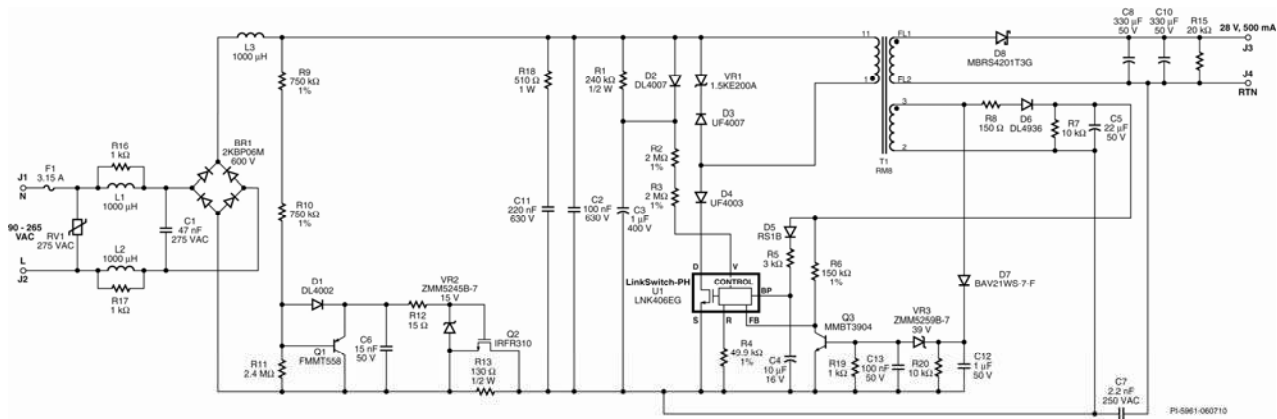 L3
1000 µH
R9
750 kΩ
1%
R10
750 kΩ
1%
R18
510 Ω
1 W
R1
240 kΩ
1/2 W
D2
DL4007
VR1
1.5KE200A
D3
UF4007
R2
2 MΩ
1%
R3
2 MΩ
1%
D4
UF4003
C11
220 nF
630 V
C2
100 nF
630 V
C3
1 µF
400 V
11
1
FL1
FL2
3
2
T1
RM8
D8
MBRS4201T3G
C8
330 µF
50 V
C10
330 µF
50 V
R15
20 kΩ
28 V, 500 mA
J3
J4
RTN
R8
150 Ω
D6
DL4936
R7
10 kΩ
C5
22 µF
50 V
J1
N
F1
3.15 A
R16
1 kΩ
L1
1000 µH
BR1
2KBP06M
600 V
90 - 265
VAC
RV1
275 VAC
C1
47 nF
275 VAC
L
J2
L2
1000 µH
R17
1 kΩ
D1
DL4002
R11
2.4 MΩ
Q1
FMMT558
C6
15 nF
50 V
R12
15 Ω
VR2
ZMM5245B-7
15 V
Q2
IRFR310
R13
130 Ω
1/2 W
LinkSwitch-PH
U1
LNK406EG
D
V
CONTROL
BP
S
R
FB
R4
49.9 kΩ
1%
D5
RS1B
R5
3 kΩ
R6
150 kΩ
1%
C4
10 µF
16 V
Q3
MMBT3904
R19
1 kΩ
C13
100 nF
50 V
VR3
ZMM5259B-7
39 V
R20
10 kΩ
D7
BAV21WS-7-F
C12
1 µF
50 V
C7
2.2 nF
250 VAC
PI-5961-060710